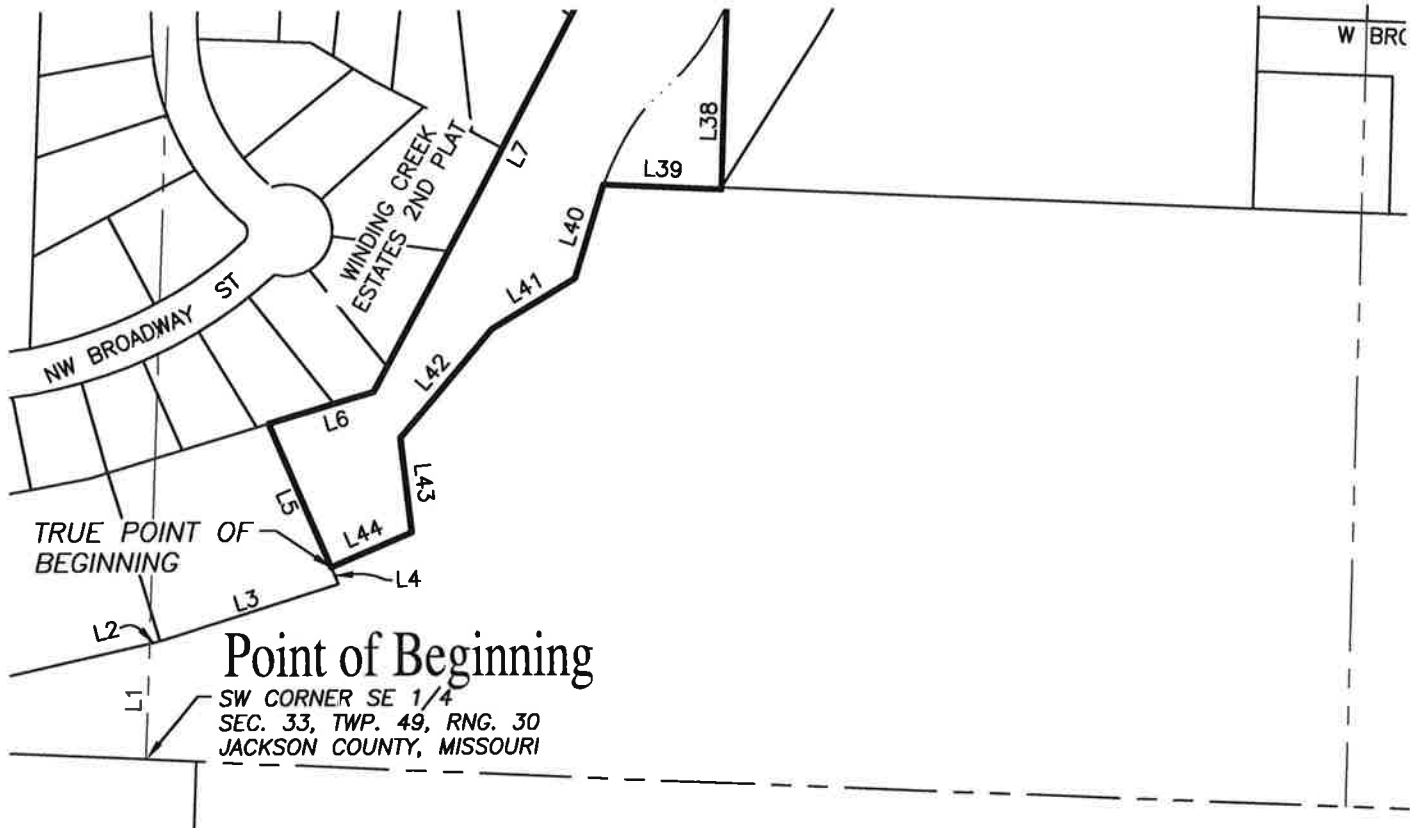 W BRO
L7
L38
L39
WINDING CREEK
ESTATES 2ND PLAT
L40
L41
NW BROADWAY ST
L42
L6
L43
L5
TRUE POINT OF
BEGINNING
L44
L4
L3
L2
Point of Beginning
L1
SW CORNER SE 1/4
SEC. 33, TWP. 49, RNG. 30
JACKSON COUNTY, MISSOURI